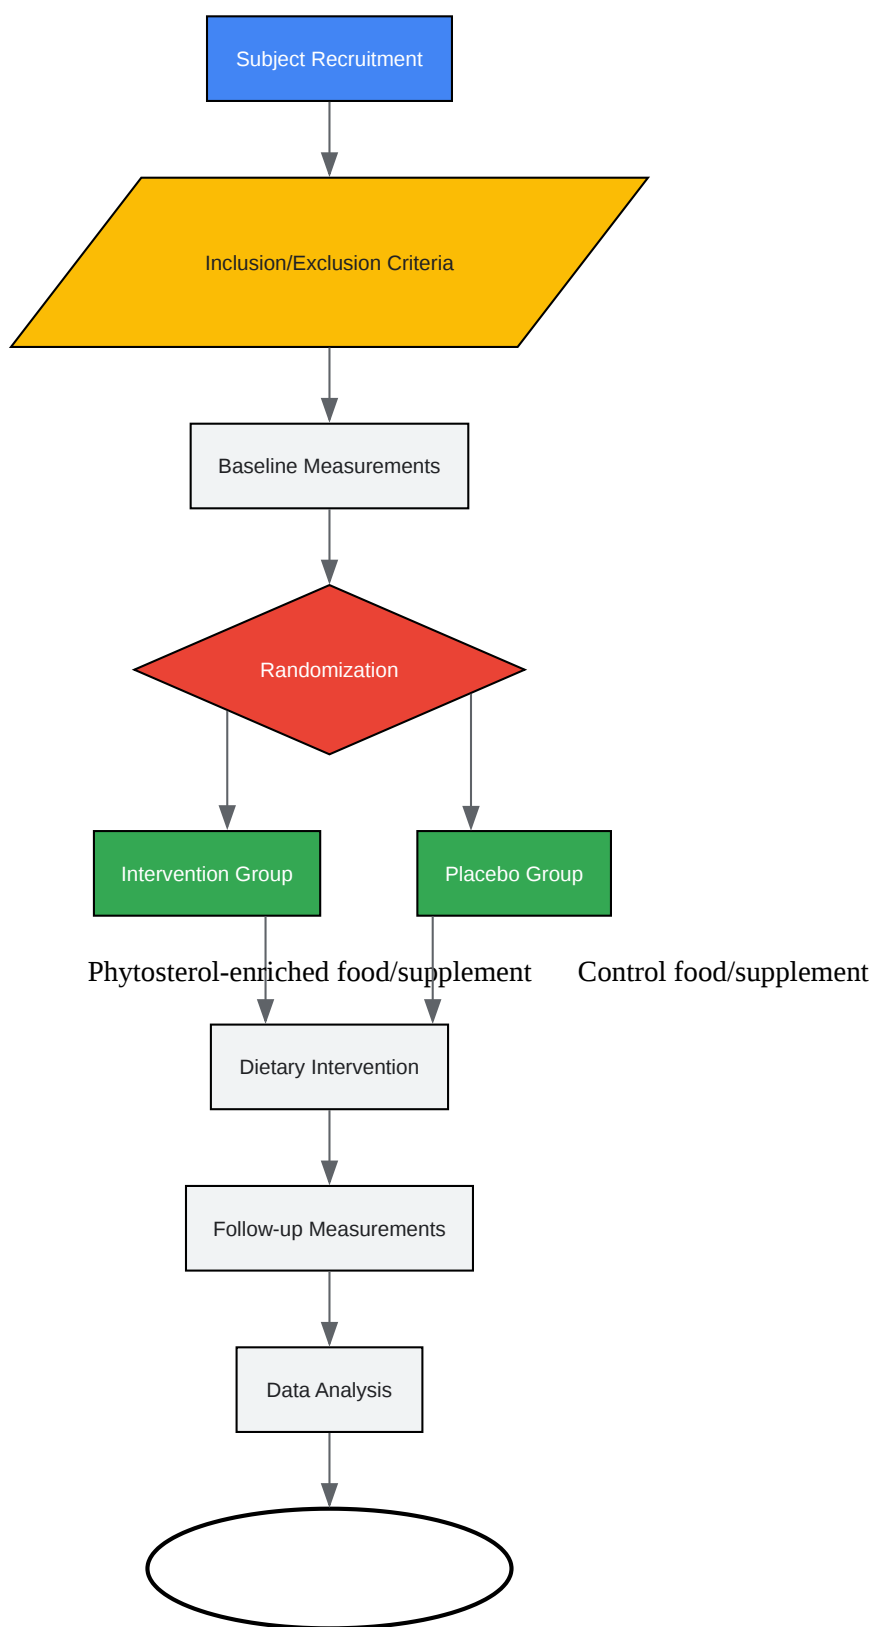 Subject Recruitment
Inclusion/Exclusion Criteria
Baseline Measurements
Randomization
Intervention Group
Placebo Group
Phytosterol-enriched food/supplement
Control food/supplement
Dietary Intervention
Follow-up Measurements
Data Analysis